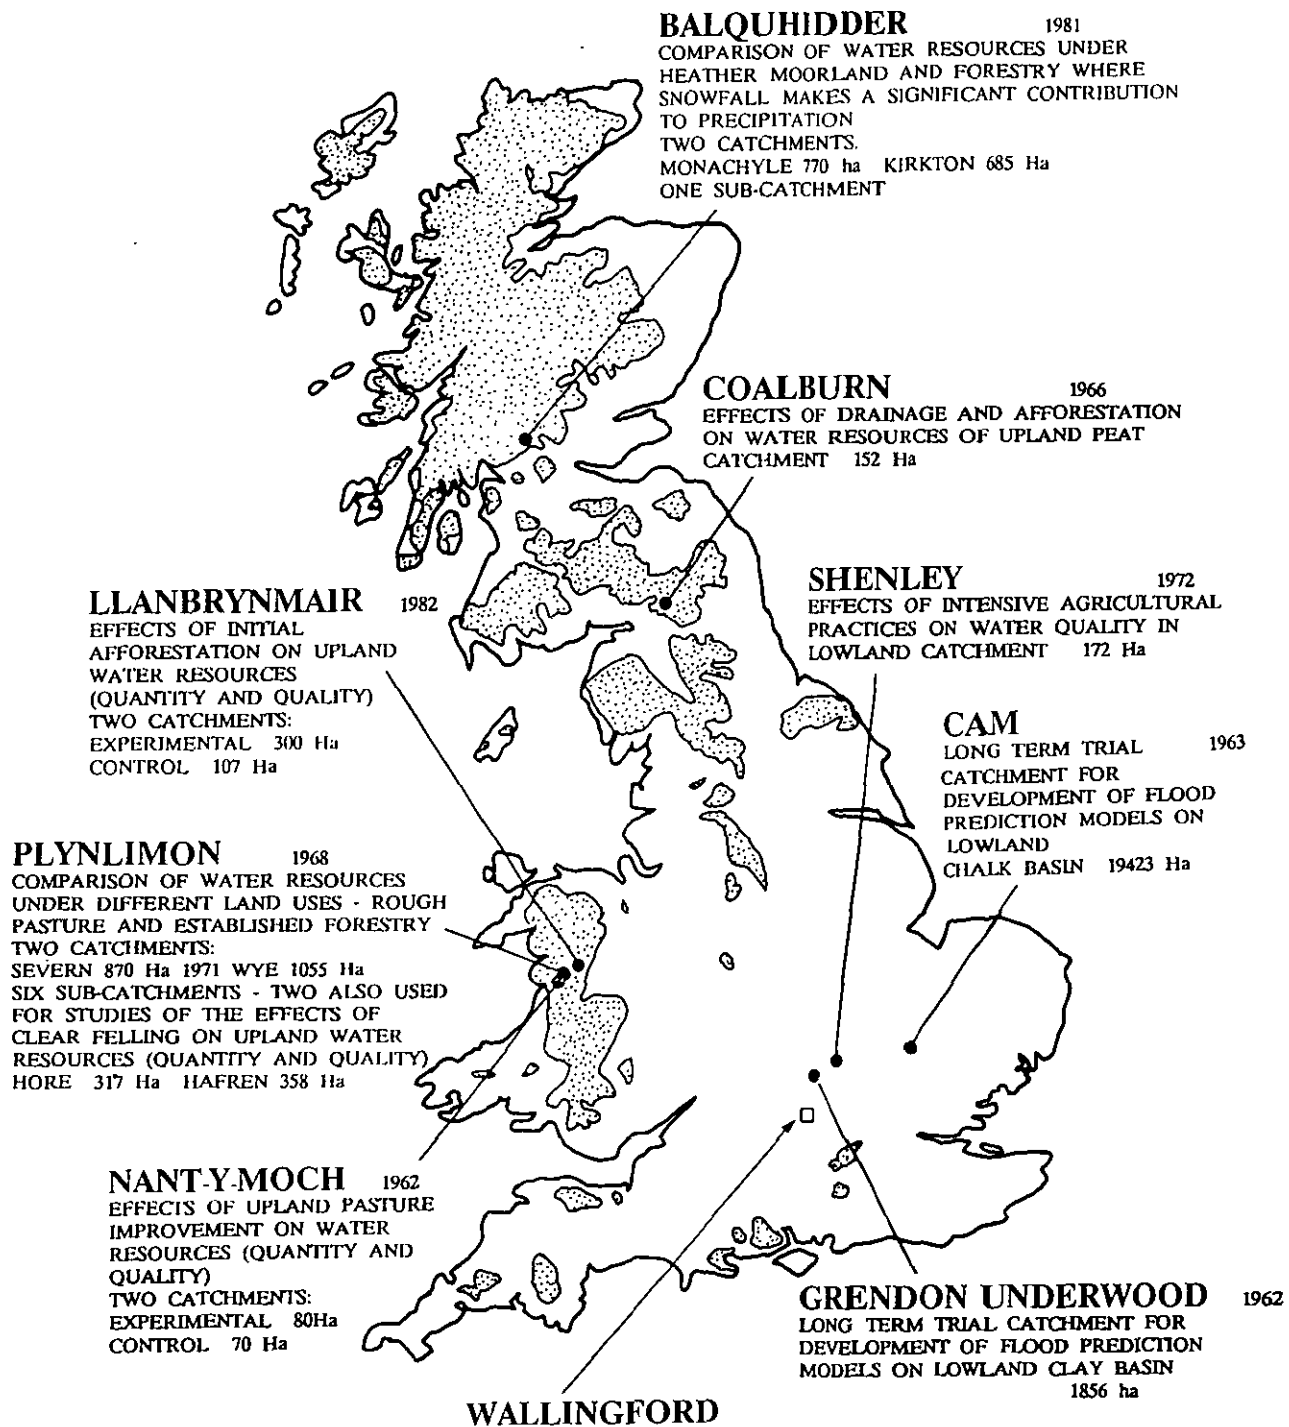 BALQUHIDDER 1981
COMPARISON OF WATER RESOURCES UNDER
HEATHER MOORLAND AND FORESTRY WHERE
SNOWFALL MAKES A SIGNIFICANT CONTRIBUTION
TO PRECIPITATION
TWO CATCHMENTS.
MONACHYLE 770 ha KIRKTON 685 Ha
ONE SUB-CATCHMENT
COALBURN 1966
EFFECTS OF DRAINAGE AND AFFORESTATION
ON WATER RESOURCES OF UPLAND PEAT
CATCHMENT 152 Ha
LLANBRYNMAIR 1982
EFFECTS OF INITIAL
AFFORESTATION ON UPLAND
WATER RESOURCES
(QUANTITY AND QUALITY)
TWO CATCHMENTS:
EXPERIMENTAL 300 Ha
CONTROL 107 Ha
SHENLEY 1972
EFFECTS OF INTENSIVE AGRICULTURAL
PRACTICES ON WATER QUALITY IN
LOWLAND CATCHMENT 172 Ha
CAM
LONG TERM TRIAL 1963
CATCHMENT FOR
DEVELOPMENT OF FLOOD
PREDICTION MODELS ON
LOWLAND
CHALK BASIN 19423 Ha
PLYNLIMON 1968
COMPARISON OF WATER RESOURCES
UNDER DIFFERENT LAND USES - ROUGH
PASTURE AND ESTABLISHED FORESTRY
TWO CATCHMENTS:
SEVERN 870 Ha 1971 WYE 1055 Ha
SIX SUB-CATCHMENTS - TWO ALSO USED
FOR STUDIES OF THE EFFECTS OF
CLEAR FELLING ON UPLAND WATER
RESOURCES (QUANTITY AND QUALITY)
HORE 317 Ha HAFREN 358 Ha
NANT-Y-MOCH 1962
EFFECTS OF UPLAND PASTURE
IMPROVEMENT ON WATER
RESOURCES (QUANTITY AND
QUALITY)
TWO CATCHMENTS:
EXPERIMENTAL 80Ha
CONTROL 70 Ha
GRENDON UNDERWOOD 1962
LONG TERM TRIAL CATCHMENT FOR
DEVELOPMENT OF FLOOD PREDICTION
MODELS ON LOWLAND CLAY BASIN
1856 ha
WALLINGFORD